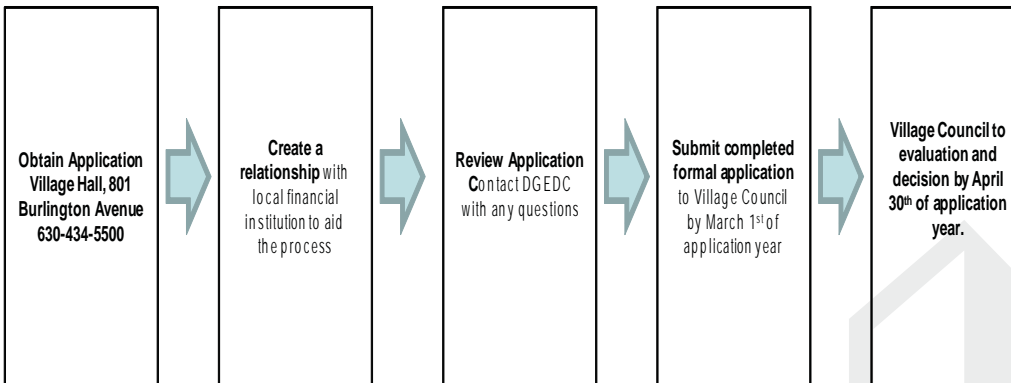 Obtain Application
Village Hall, 801
Burlington Avenue
630-434-5500
Create a
relationship with
local financial
institution to aid
the process
Review Application
Contact DGEDC
with any questions
Submit completed
formal application
to Village Council
by March 1st of
application year
Village Council to
evaluation and
decision by April
30th of application
year.